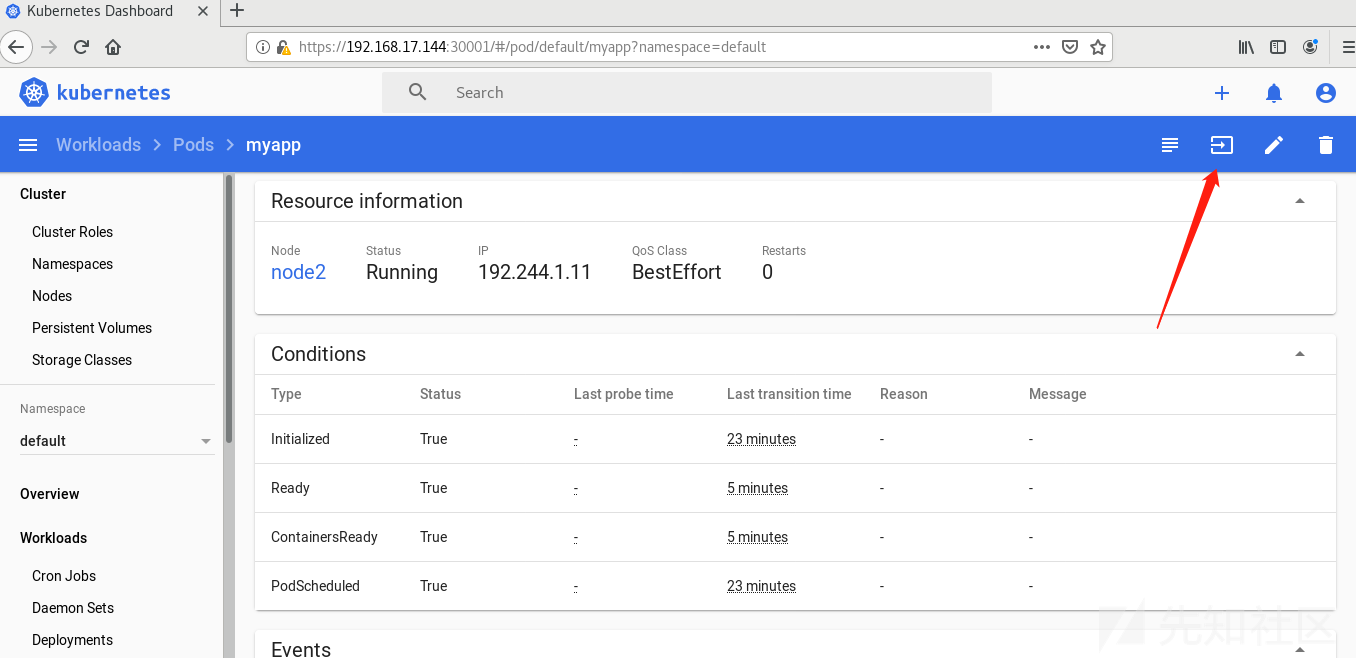 Kubernetes Dashboard
https://192.168.17.144:30001/#/pod/default/myapp?namespace=default
kubernetes
Search
Workloads > Pods > myapp
Cluster
Cluster Roles
Namespaces
Nodes
Persistent Volumes
Storage Classes
Namespace
default
Overview
Workloads
Cron Jobs
Daemon Sets
Deployments
Resource information
Node Status IP QoS Class Restarts
node2 Running 192.244.1.11 BestEffort 0
Conditions
Type Status Last probe time Last transition time Reason Message
Initialized True - 23 minutes - -
Ready True - 5 minutes - -
ContainersReady True - 5 minutes - -
PodScheduled True - 23 minutes - -
Events
先知社区